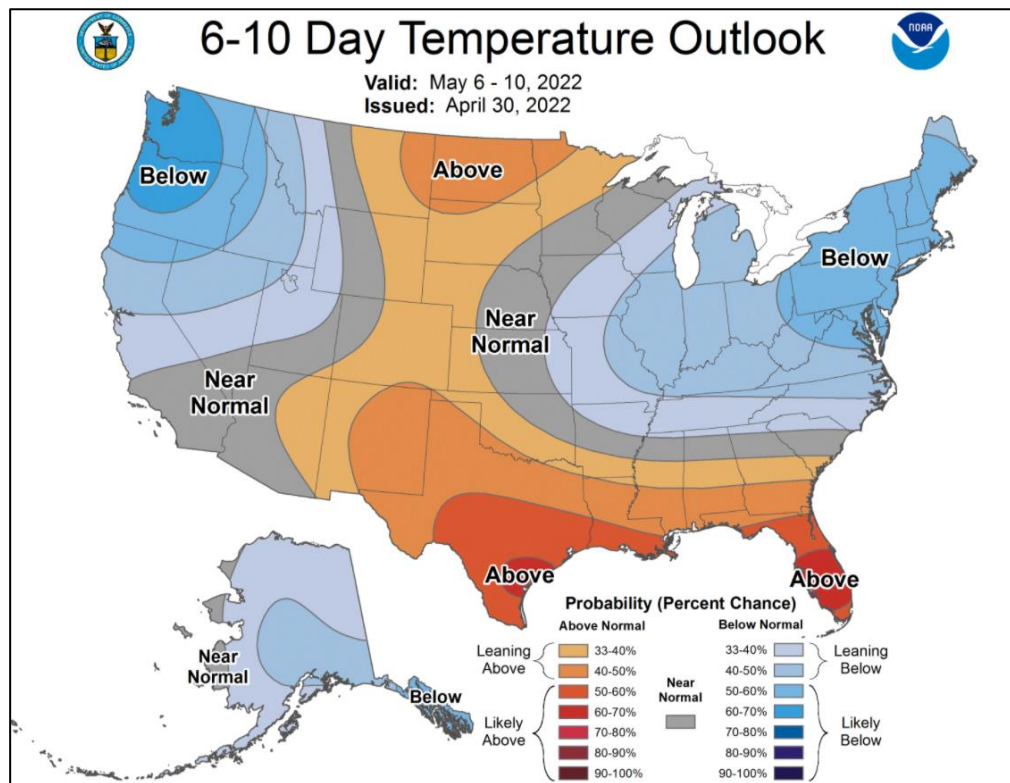 6-10 Day Temperature Outlook
NOAA
Valid: May 6 - 10, 2022
Issued: April 30, 2022
Below
Above
Below
Near
Normal
Near
Normal
Above
Above
Near
Normal
Below
Probability (Percent Chance)
Above Normal
Below Normal
Leaning
Above
33-40%
40-50%
Likely
Above
50-60%
60-70%
70-80%
80-90%
90-100%
Near
Normal
33-40%
40-50%
Leaning
Below
50-60%
60-70%
70-80%
80-90%
90-100%
Likely
Below